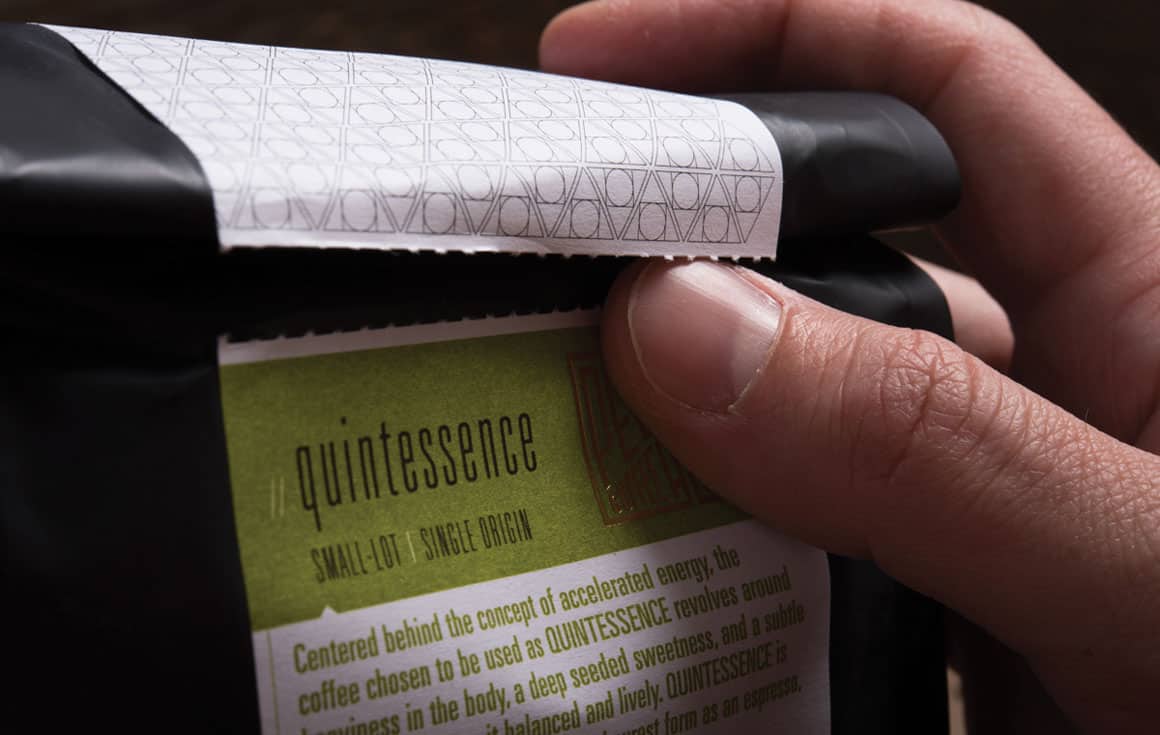 // quintessence
SMALL-LOT | SINGLE ORIGIN
Centered behind the concept of accelerated energy, the
coffee chosen to be used as QUINTESSENCE revolves around
heaviness in the body, a deep seeded sweetness, and a subtle
it balanced and lively. QUINTESSENCE is
purest form as an espresso,